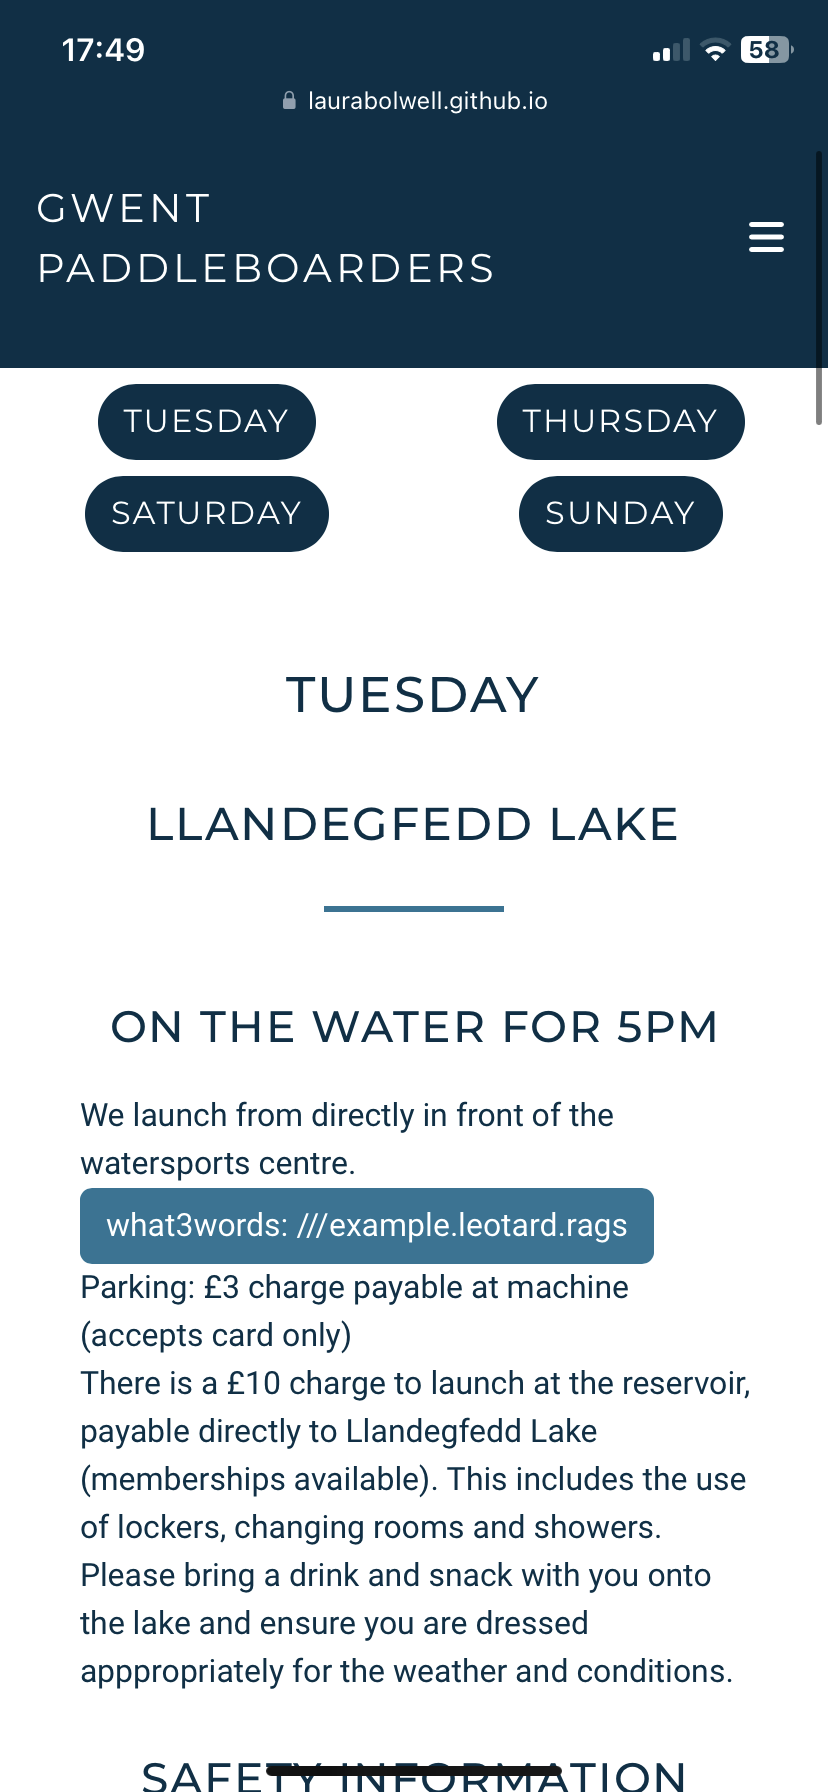 17:49
58
laurabolwell.github.io
GWENT
PADDLEBOARDERS
TUESDAY
THURSDAY
SATURDAY
SUNDAY
TUESDAY
LLANDEGFEDD LAKE
ON THE WATER FOR 5PM
We launch from directly in front of the
watersports centre.
what3words: ///example.leotard.rags
Parking: £3 charge payable at machine
(accepts card only)
There is a £10 charge to launch at the reservoir,
payable directly to Llandegfedd Lake
(memberships available). This includes the use
of lockers, changing rooms and showers.
Please bring a drink and snack with you onto
the lake and ensure you are dressed
apppropriately for the weather and conditions.
SAFETY INFORMATION